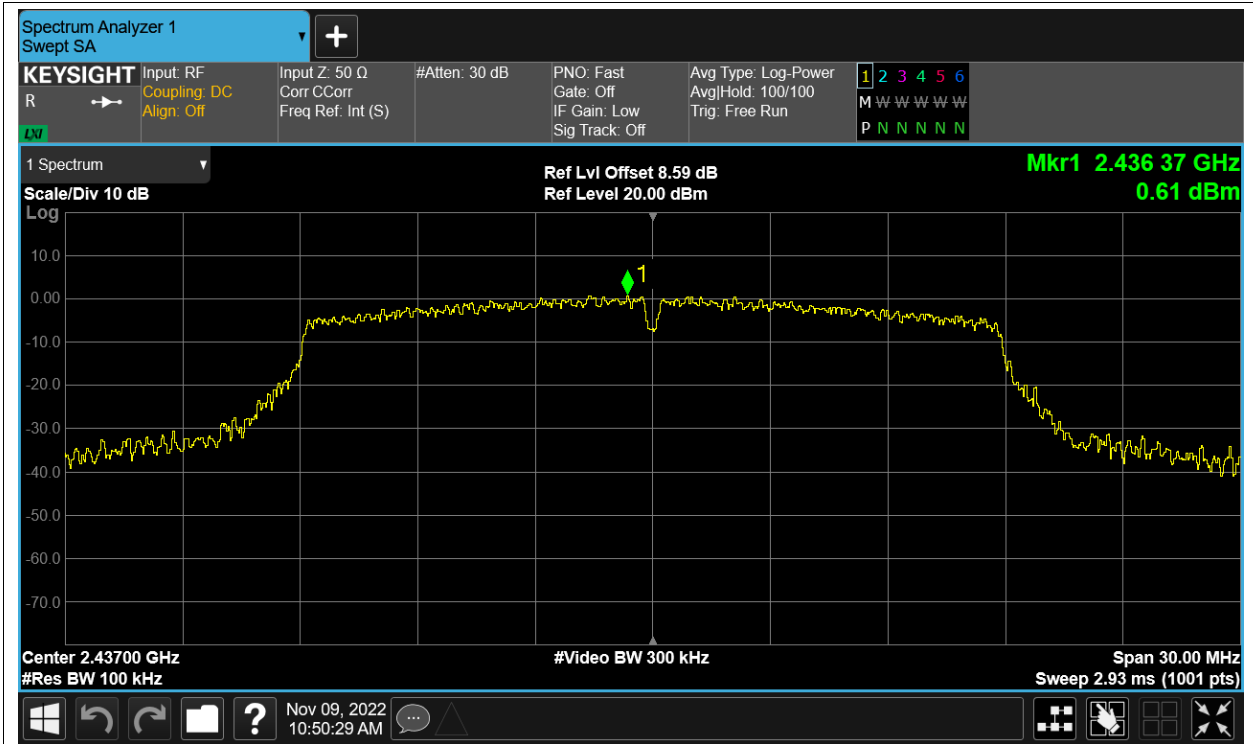 Spectrum Analyzer 1
Swept SA
+
KEYSIGHT
R
LXI
Input: RF
Coupling: DC
Align: Off
Input Z: 50 Ω
Corr CCorr
Freq Ref: Int (S)
#Atten: 30 dB
PNO: Fast
Gate: Off
IF Gain: Low
Sig Track: Off
Avg Type: Log-Power
Avg|Hold: 100/100
Trig: Free Run
1 2 3 4 5 6
M W W W W W
P N N N N N
1 Spectrum
Scale/Div 10 dB
Log
Ref Lvl Offset 8.59 dB
Ref Level 20.00 dBm
Mkr1 2.436 37 GHz
0.61 dBm
1
10.0
0.00
-10.0
-20.0
-30.0
-40.0
-50.0
-60.0
-70.0
Center 2.43700 GHz
#Res BW 100 kHz
#Video BW 300 kHz
Span 30.00 MHz
Sweep 2.93 ms (1001 pts)
?
Nov 09, 2022
10:50:29 AM